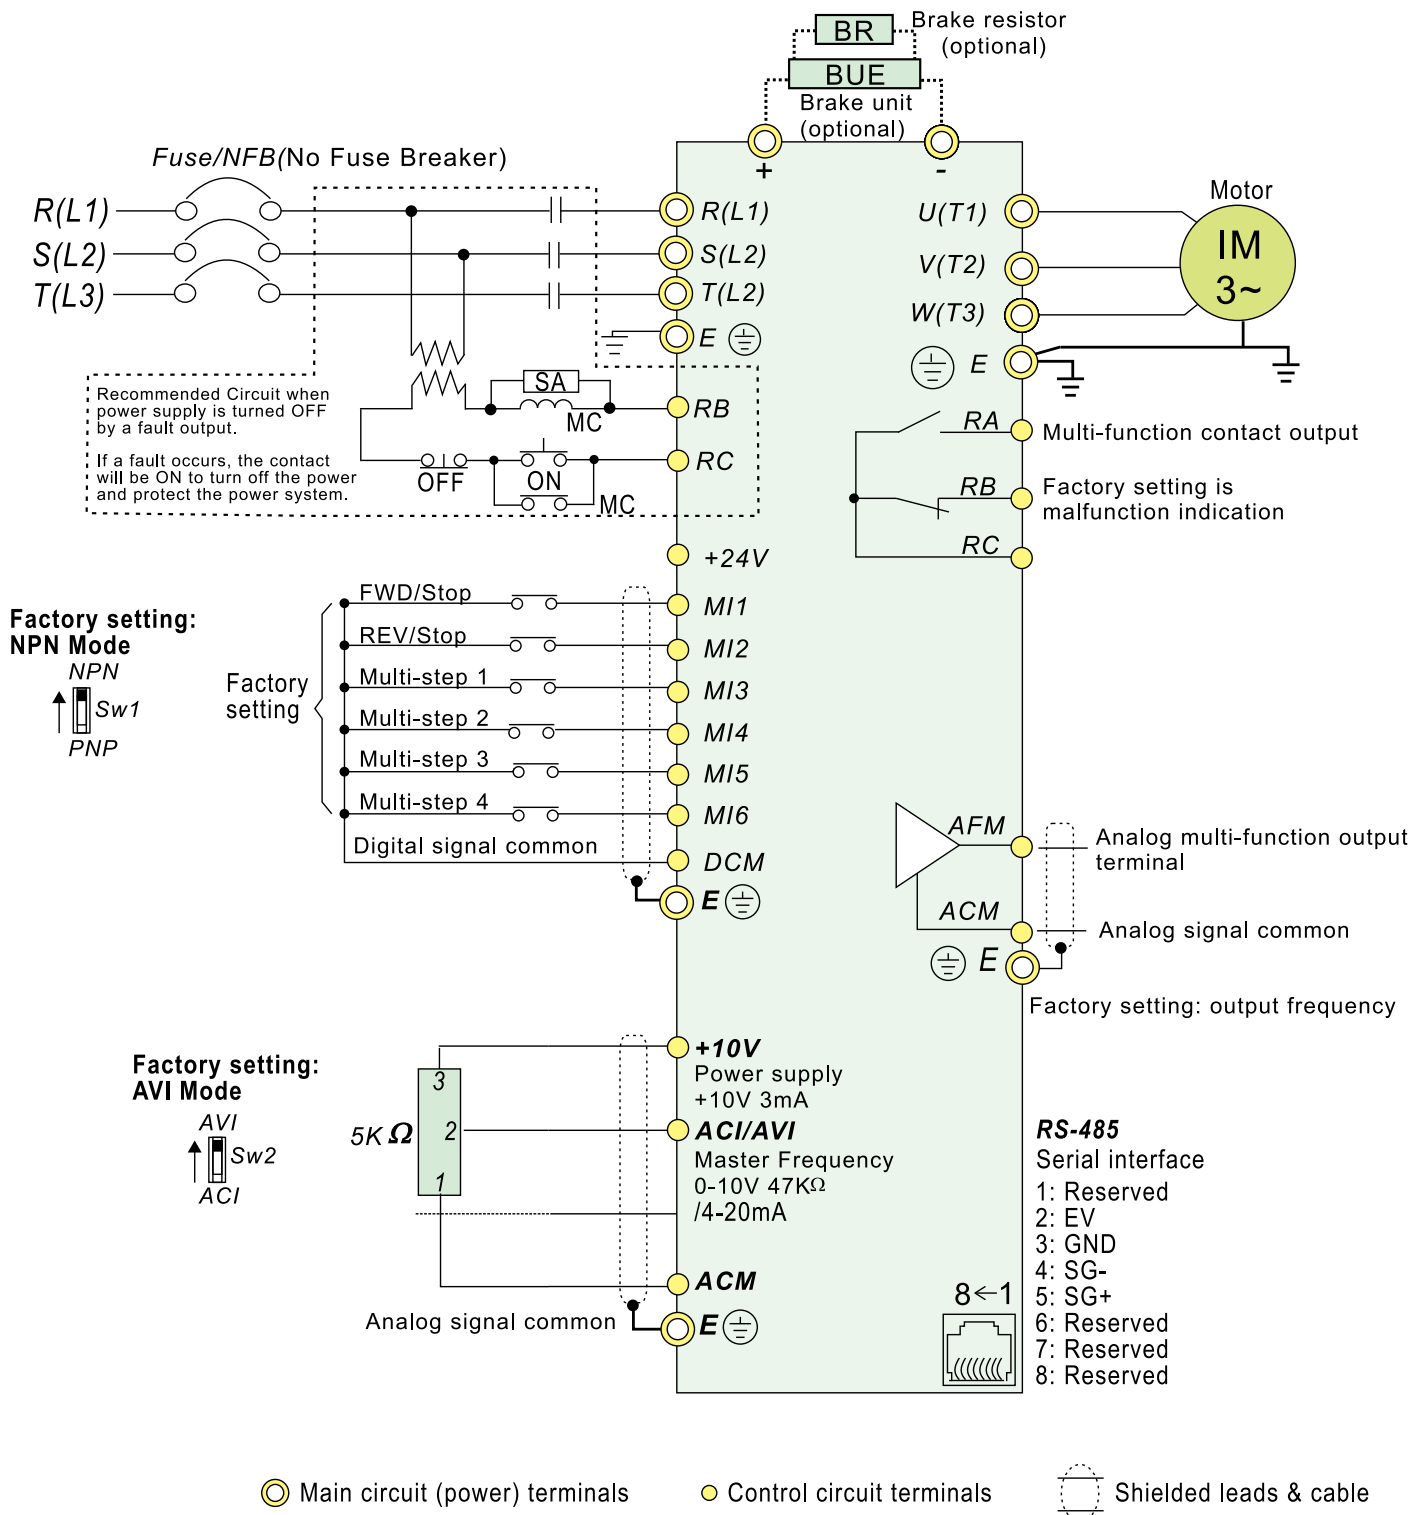 BR
Brake resistor
(optional)
BUE
Brake unit
(optional)
+
-
Fuse/NFB(No Fuse Breaker)
R(L1)
S(L2)
T(L3)
R(L1)
S(L2)
T(L2)
E
U(T1)
V(T2)
W(T3)
E
Motor
IM
3~
Recommended Circuit when
power supply is turned OFF
by a fault output.
If a fault occurs, the contact
will be ON to turn off the power
and protect the power system.
SA
MC
OFF
ON
MC
RB
RC
RA
Multi-function contact output
RB
Factory setting is
malfunction indication
RC
+24V
Factory setting:
NPN Mode
NPN
Sw1
PNP
Factory
setting
FWD/Stop
MI1
REV/Stop
MI2
Multi-step 1
MI3
Multi-step 2
MI4
Multi-step 3
MI5
Multi-step 4
MI6
Digital signal common
DCM
E
AFM
Analog multi-function output
terminal
ACM
Analog signal common
E
Factory setting: output frequency
Factory setting:
AVI Mode
AVI
Sw2
ACI
5K Ω
3
2
1
+10V
Power supply
+10V 3mA
ACI/AVI
Master Frequency
0-10V 47KΩ
/4-20mA
ACM
Analog signal common
E
RS-485
Serial interface
1: Reserved
2: EV
3: GND
4: SG-
5: SG+
6: Reserved
7: Reserved
8: Reserved
8←1
Main circuit (power) terminals
Control circuit terminals
Shielded leads & cable